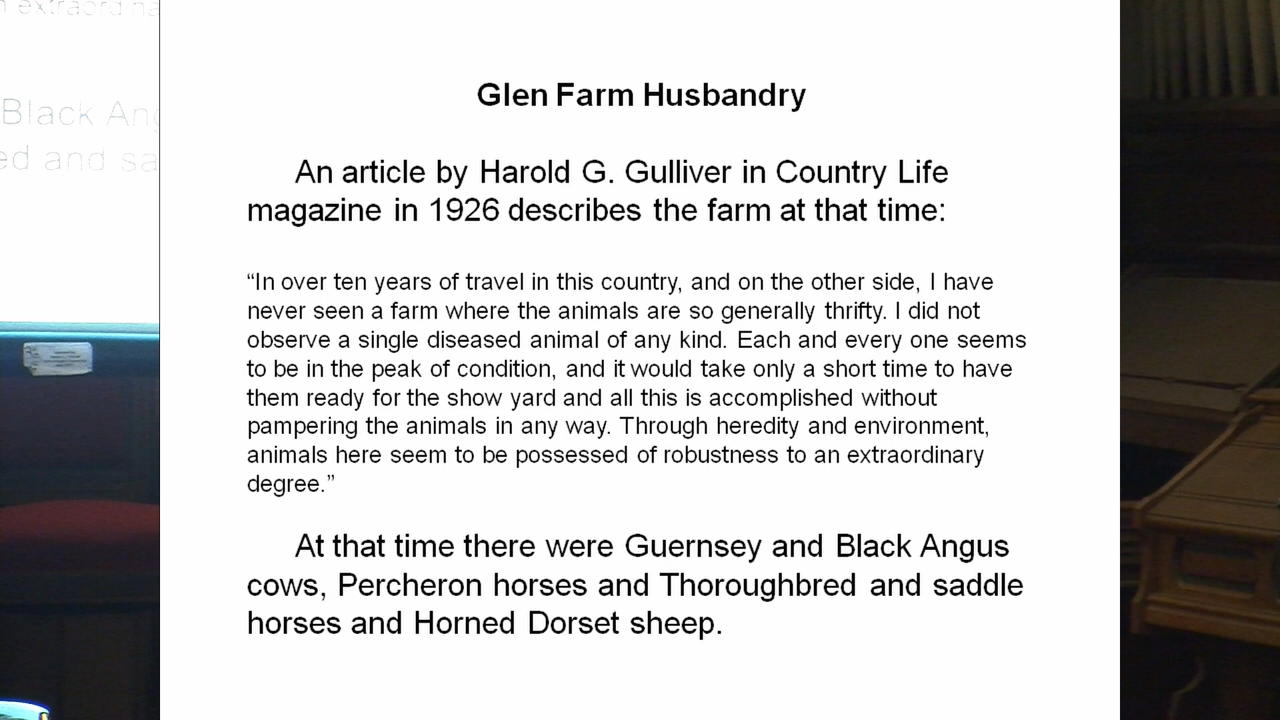 n extraordina
Black Ang
ed and sa
Glen Farm Husbandry
An article by Harold G. Gulliver in Country Life
magazine in 1926 describes the farm at that time:
“In over ten years of travel in this country, and on the other side, I have
never seen a farm where the animals are so generally thrifty. I did not
observe a single diseased animal of any kind. Each and every one seems
to be in the peak of condition, and it would take only a short time to have
them ready for the show yard and all this is accomplished without
pampering the animals in any way. Through heredity and environment,
animals here seem to be possessed of robustness to an extraordinary
degree.”
At that time there were Guernsey and Black Angus
cows, Percheron horses and Thoroughbred and saddle
horses and Horned Dorset sheep.